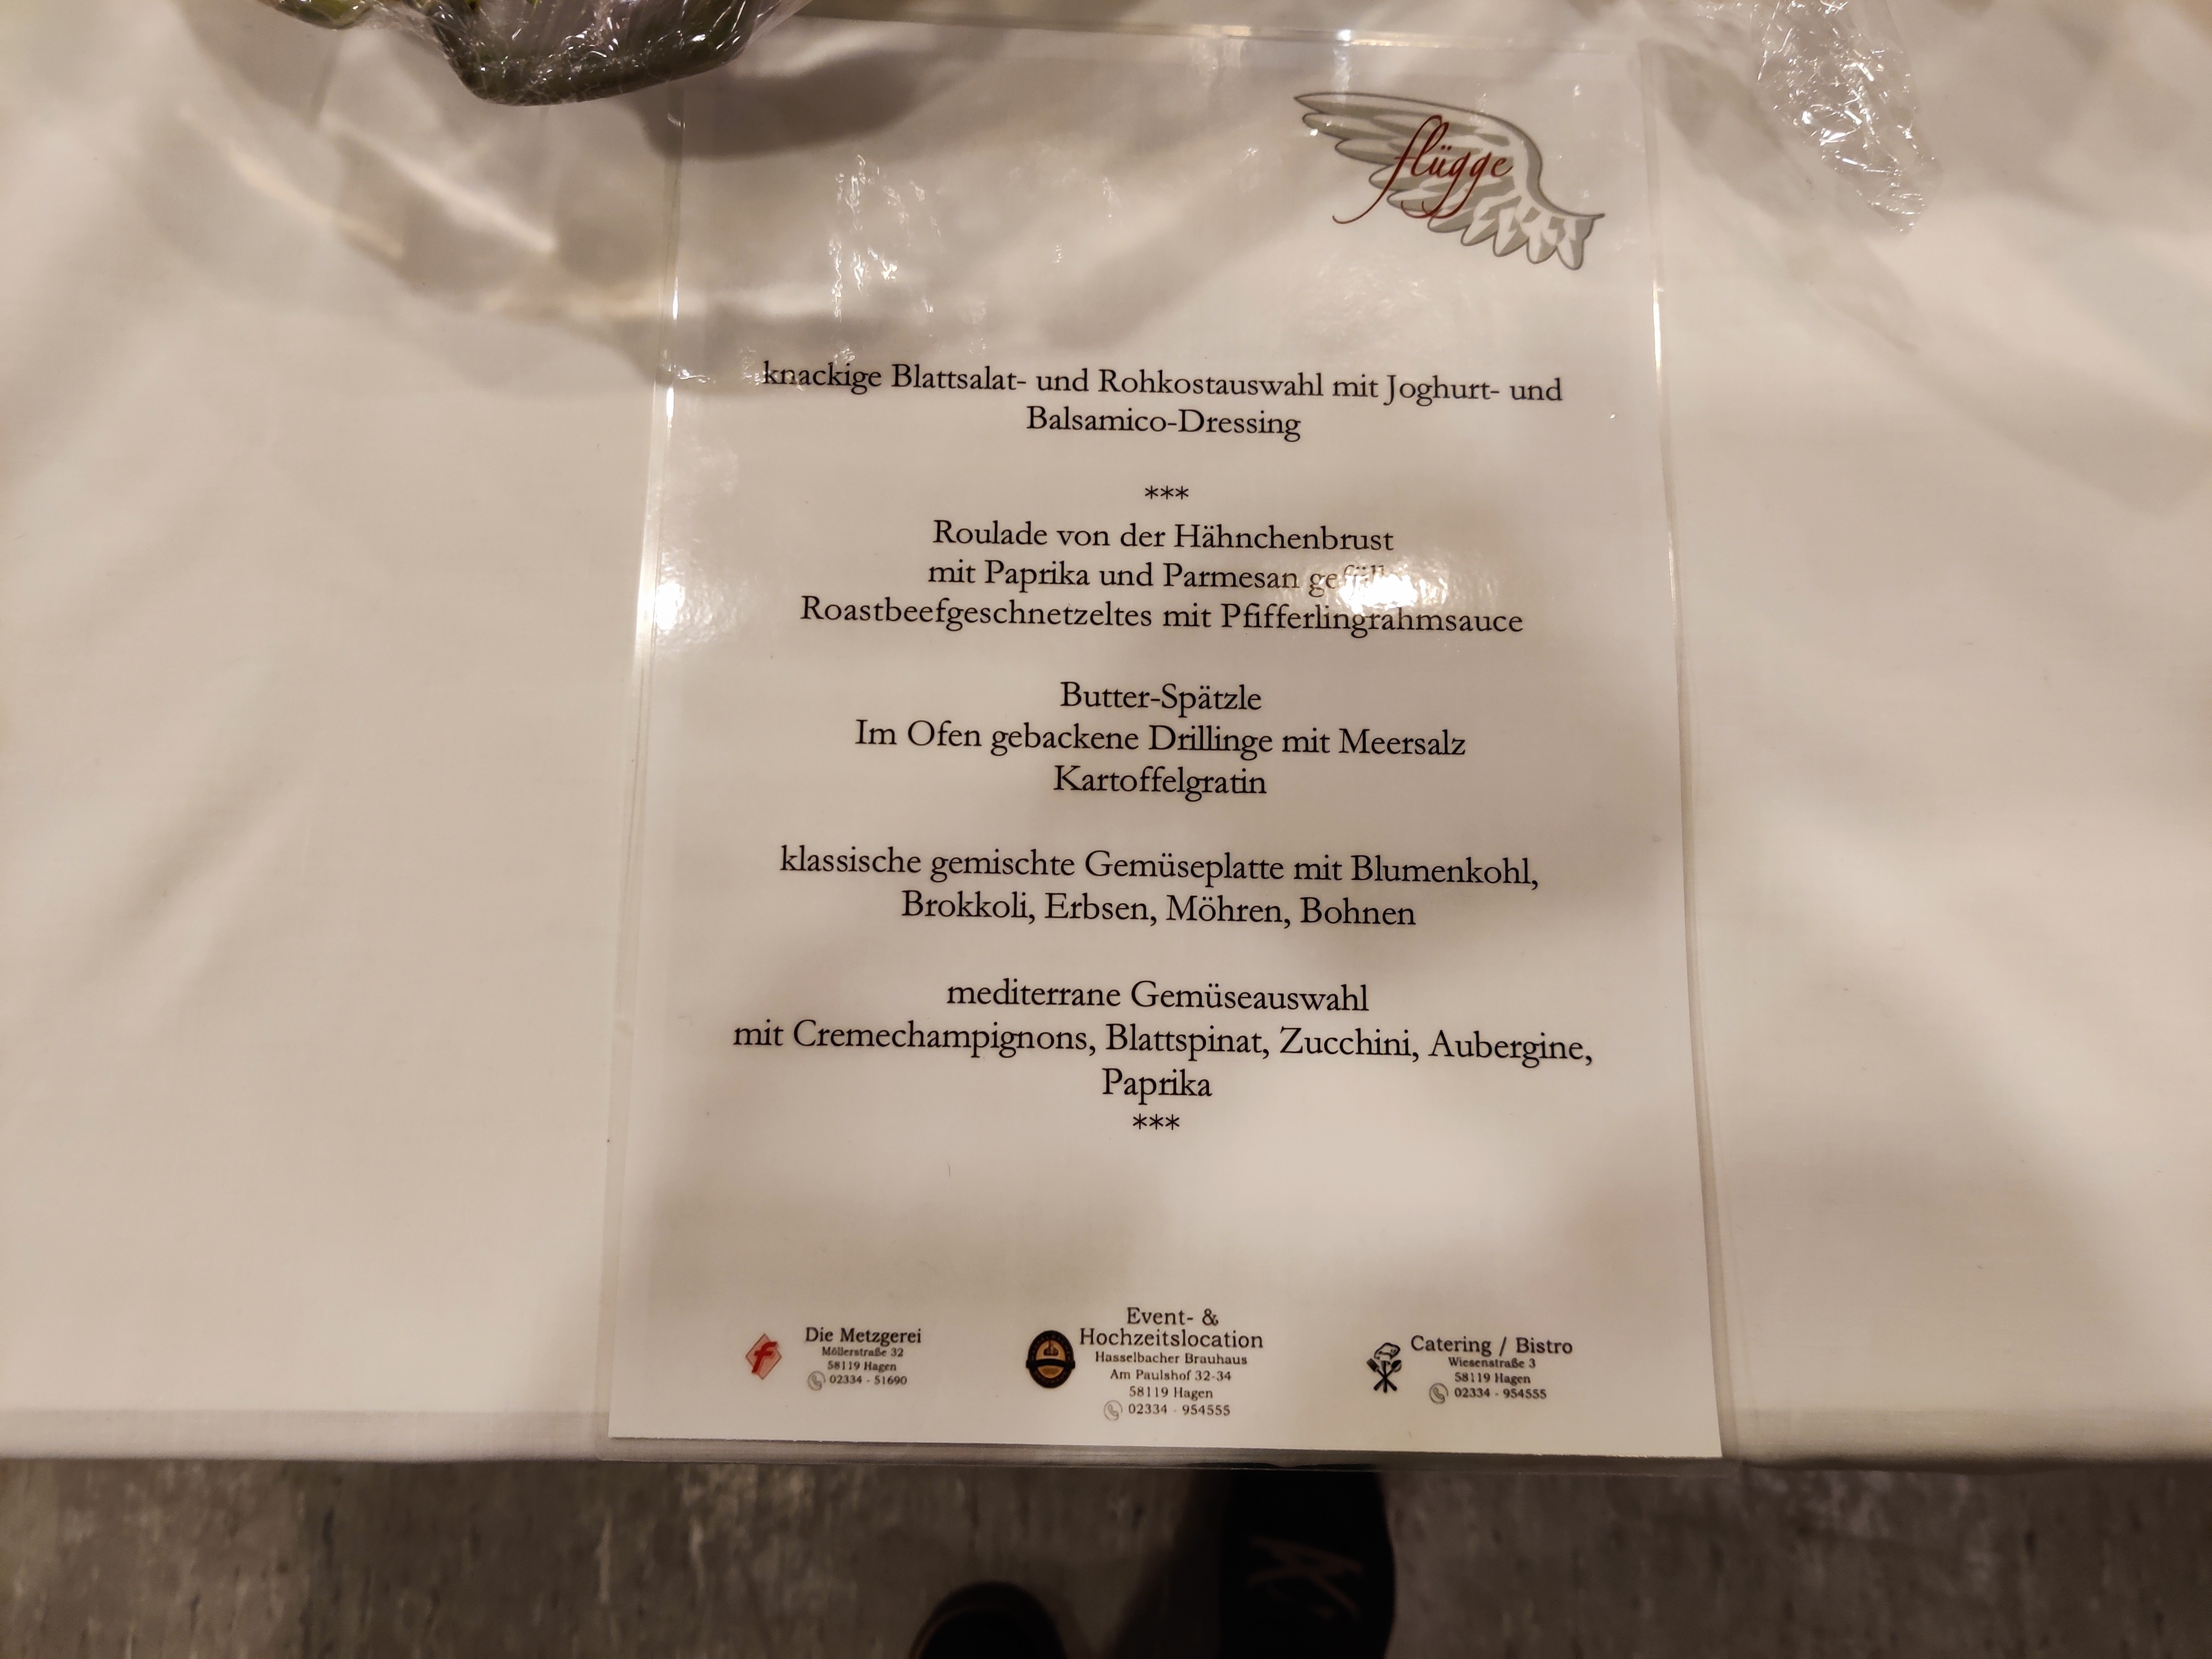 flügge
knackige Blattsalat- und Rohkostauswahl mit Joghurt- und
Balsamico-Dressing
***
Roulade von der Hähnchenbrust
mit Paprika und Parmesan
Roastbeefgeschnetzeltes mit Pfifferlingrahmsauce
Butter-Spätzle
Im Ofen gebackene Drillinge mit Meersalz
Kartoffelgratin
klassische gemischte Gemüseplatte mit Blumenkohl,
Brokkoli, Erbsen, Möhren, Bohnen
mediterrane Gemüseauswahl
mit Cremechampignons, Blattspinat, Zucchini, Aubergine,
Paprika
***
f
Die Metzgerei
Möllerstraße 32
58119 Hagen
02334 - 51690
Event- &
Hochzeitslocation
Hasselbacher Brauhaus
Am Paulshof 32-34
58119 Hagen
02334 - 954555
Catering / Bistro
Wiesenstraße 3
58119 Hagen
02334 - 954555